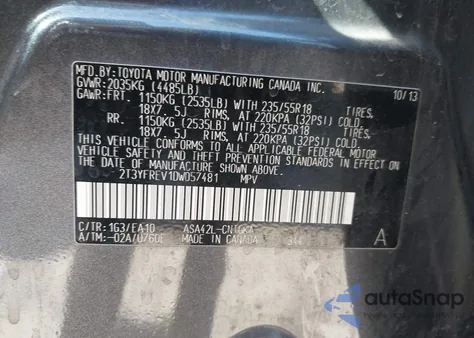 MFD.BY:TOYOTA MOTOR MANUFACTURING CANADA INC.
GVWR:2035KG (4485LB) 10/13
GAWR:FRT. 1150KG (2535LB) WITH 235/55R18 TIRES,
18X7.5J RIMS, AT 220KPA (32PSI) COLD.
RR. 1150KG (2535LB) WITH 235/55R18 TIRES,
18X7.5J RIMS, AT 220KPA (32PSI) COLD.
THIS VEHICLE CONFORMS TO ALL APPLICABLE FEDERAL MOTOR
VEHICLE SAFETY AND THEFT PREVENTION STANDARDS IN EFFECT ON
THE DATE OF MANUFACTURE SHOWN ABOVE.
2T3YFREV1DW057481 MPV
C/TR:1G3/EA10 ASA42L-
A/TM:-02A/U760E MADE IN CANADA 344 A
autoSnap